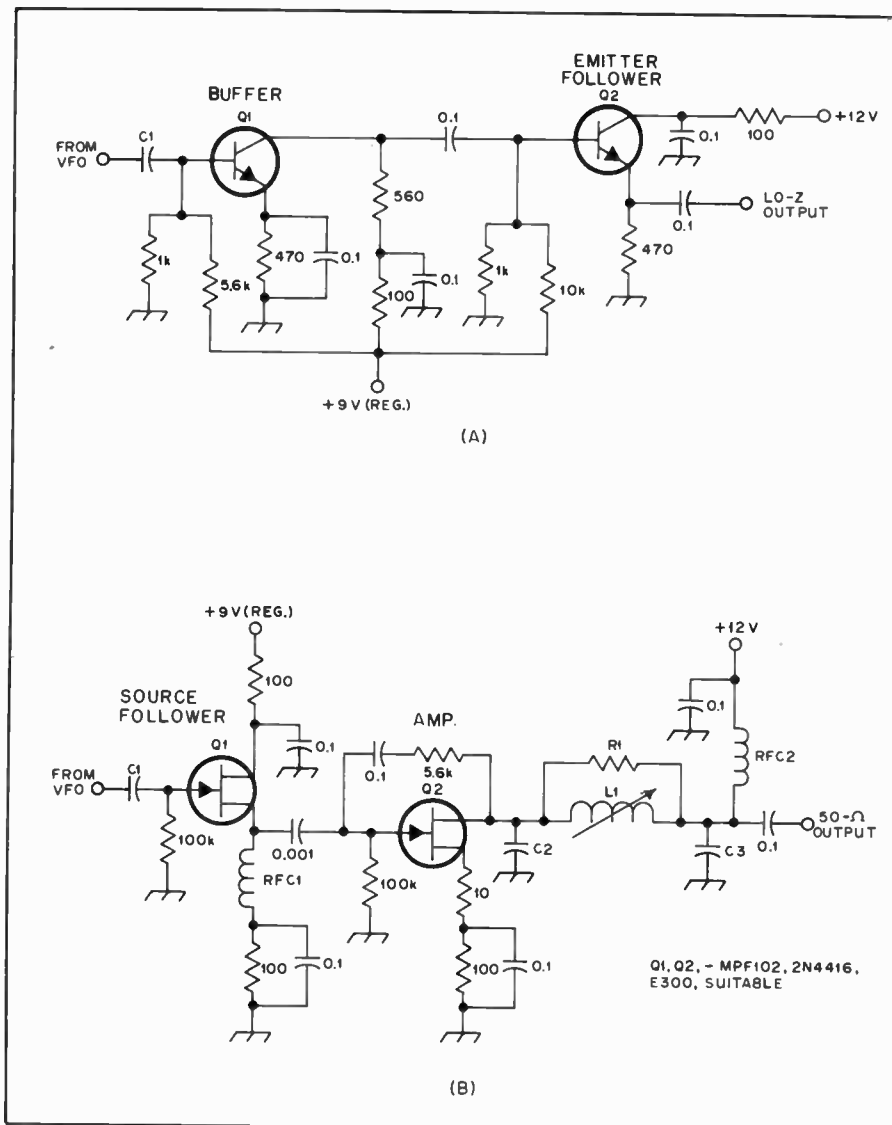 BUFFER
Q1
C1
FROM
VFO
1k
5.6k
470
0.1
560
100
0.1
0.1
EMITTER
FOLLOWER
Q2
0.1
100
+12V
0.1
LO-Z
OUTPUT
1k
10k
470
+9V(REG.)
(A)
+9V(REG.)
100
SOURCE
FOLLOWER
Q1
0.1
FROM
VFO
C1
100k
0.001
RFC1
100
0.1
AMP.
0.1
5.6k
Q2
100k
10
100
0.1
C2
R1
L1
C3
+12V
0.1
RFC2
0.1
50-Ω
OUTPUT
Q1, Q2, - MPF102, 2N4416,
E300, SUITABLE
(B)